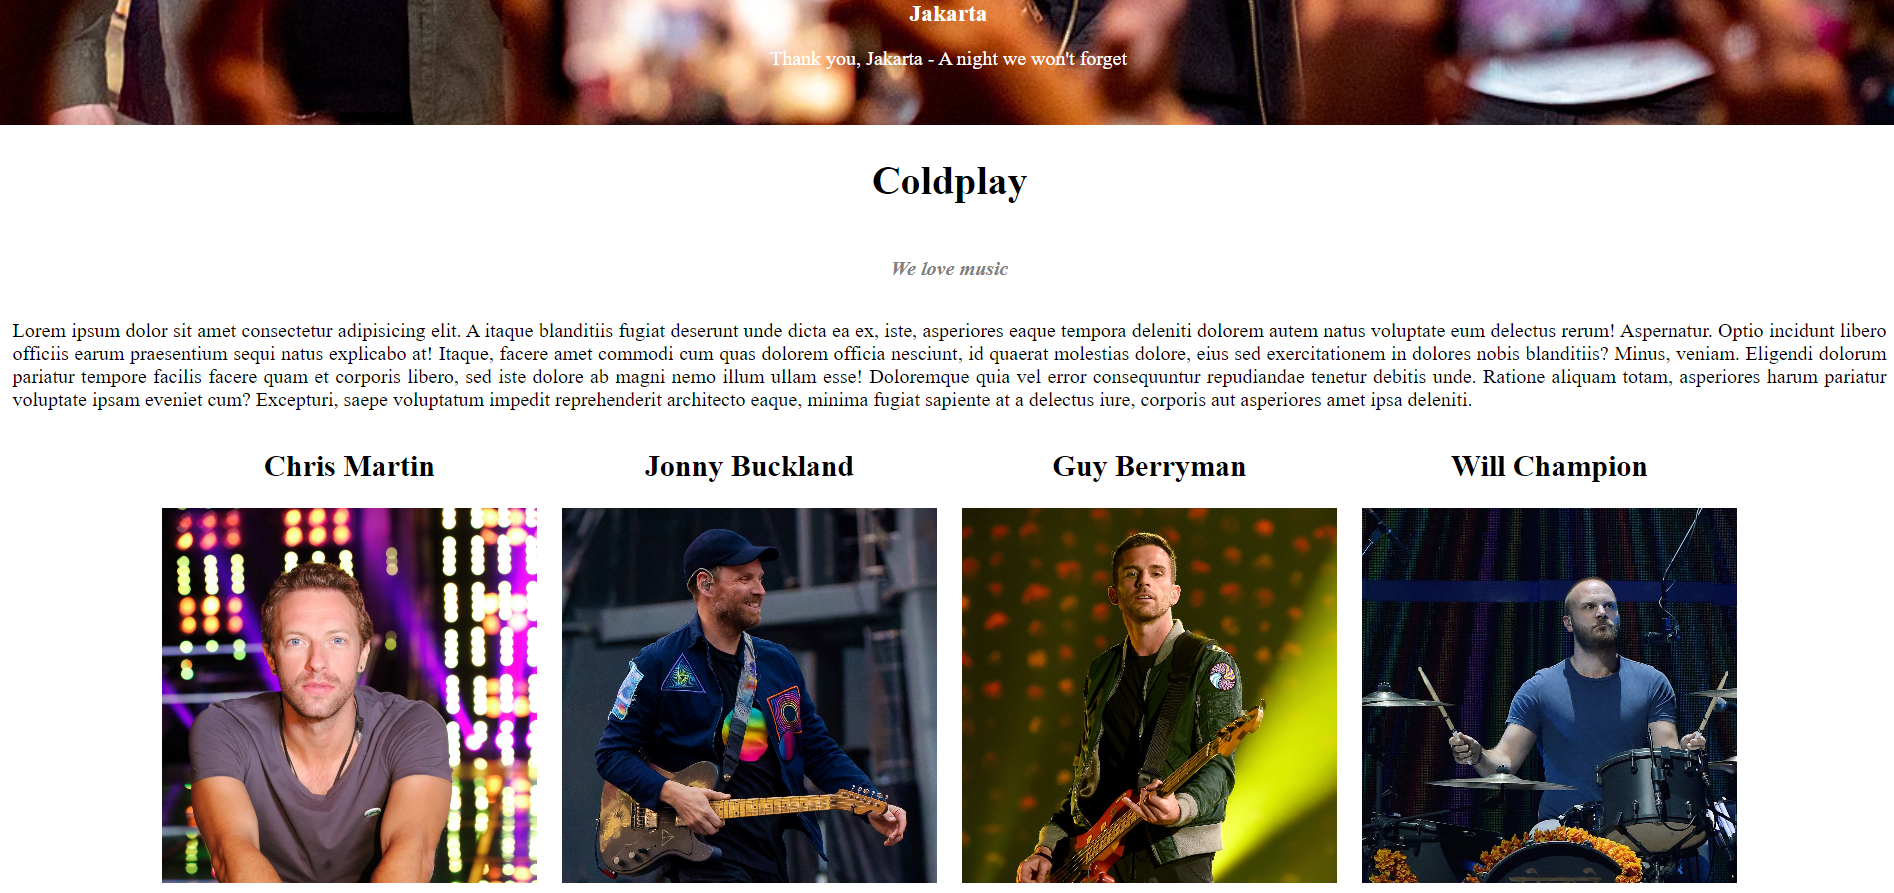 Jakarta
Thank you, Jakarta - A night we won't forget
Coldplay
We love music
Lorem ipsum dolor sit amet consectetur adipisicing elit. A itaque blanditiis fugiat deserunt unde dicta ea ex, iste, asperiores eaque tempora deleniti dolorem autem natus voluptate eum delectus rerum! Aspernatur. Optio incidunt libero
officiis earum praesentium sequi natus explicabo at! Itaque, facere amet commodi cum quas dolorem officia nesciunt, id quaerat molestias dolore, eius sed exercitationem in dolores nobis blanditiis? Minus, veniam. Eligendi dolorum
pariatur tempore facilis facere quam et corporis libero, sed iste dolore ab magni nemo illum ullam esse! Doloremque quia vel error consequuntur repudiandae tenetur debitis unde. Ratione aliquam totam, asperiores harum pariatur
voluptate ipsam eveniet cum? Excepturi, saepe voluptatum impedit reprehenderit architecto eaque, minima fugiat sapiente at a delectus iure, corporis aut asperiores amet ipsa deleniti.
Chris Martin
Jonny Buckland
Guy Berryman
Will Champion